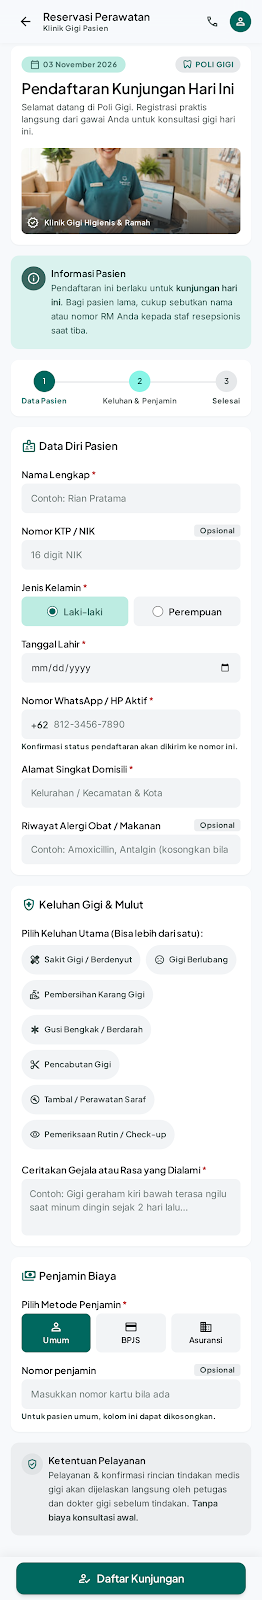 Reservasi Perawatan
Klinik Gigi Pasien
03 November 2026
POLI GIGI
Pendaftaran Kunjungan Hari Ini
Selamat datang di Poli Gigi. Registrasi praktis
langsung dari gawai Anda untuk konsultasi gigi hari
ini.
Klinik Gigi Higienis & Ramah
Informasi Pasien
Pendaftaran ini berlaku untuk kunjungan hari
ini. Bagi pasien lama, cukup sebutkan nama
atau nomor RM Anda kepada staf resepsionis
saat tiba.
1
2
3
Data Pasien
Keluhan & Penjamin
Selesai
Data Diri Pasien
Nama Lengkap *
Contoh: Rian Pratama
Nomor KTP / NIK
Opsional
16 digit NIK
Jenis Kelamin *
Laki-laki
Perempuan
Tanggal Lahir *
mm/dd/yyyy
Nomor WhatsApp / HP Aktif *
+62 812-3456-7890
Konfirmasi status pendaftaran akan dikirim ke nomor ini.
Alamat Singkat Domisili *
Kelurahan / Kecamatan & Kota
Riwayat Alergi Obat / Makanan
Opsional
Contoh: Amoxicillin, Antalgin (kosongkan bila
Keluhan Gigi & Mulut
Pilih Keluhan Utama (Bisa lebih dari satu):
Sakit Gigi / Berdenyut
Gigi Berlubang
Pembersihan Karang Gigi
Gusi Bengkak / Berdarah
Pencabutan Gigi
Tambal / Perawatan Saraf
Pemeriksaan Rutin / Check-up
Ceritakan Gejala atau Rasa yang Dialami *
Contoh: Gigi geraham kiri bawah terasa ngilu
saat minum dingin sejak 2 hari lalu...
Penjamin Biaya
Pilih Metode Penjamin *
Umum
BPJS
Asuransi
Nomor penjamin
Opsional
Masukkan nomor kartu bila ada
Untuk pasien umum, kolom ini dapat dikosongkan.
Ketentuan Pelayanan
Pelayanan & konfirmasi rincian tindakan medis
gigi akan dijelaskan langsung oleh petugas
dan dokter gigi sebelum tindakan. Tanpa
biaya konsultasi awal.
Daftar Kunjungan